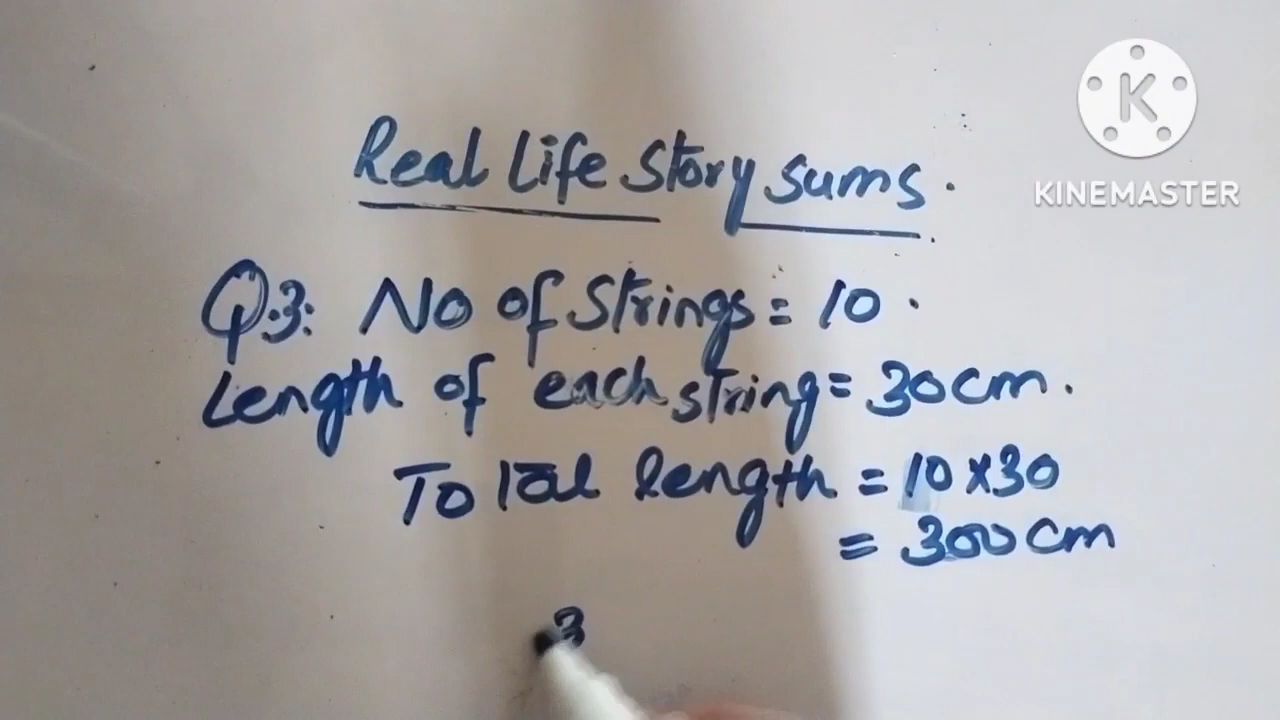 Real Life Story sums.
K
KINEMASTER
Q.3: No of Strings = 10.
Length of each string = 30cm.
Total length = 10 x 30
= 300 cm
3